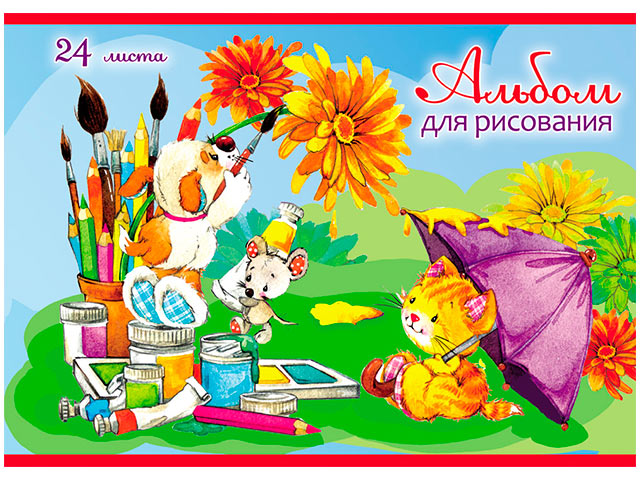 24 листа
Альбом
для рисования